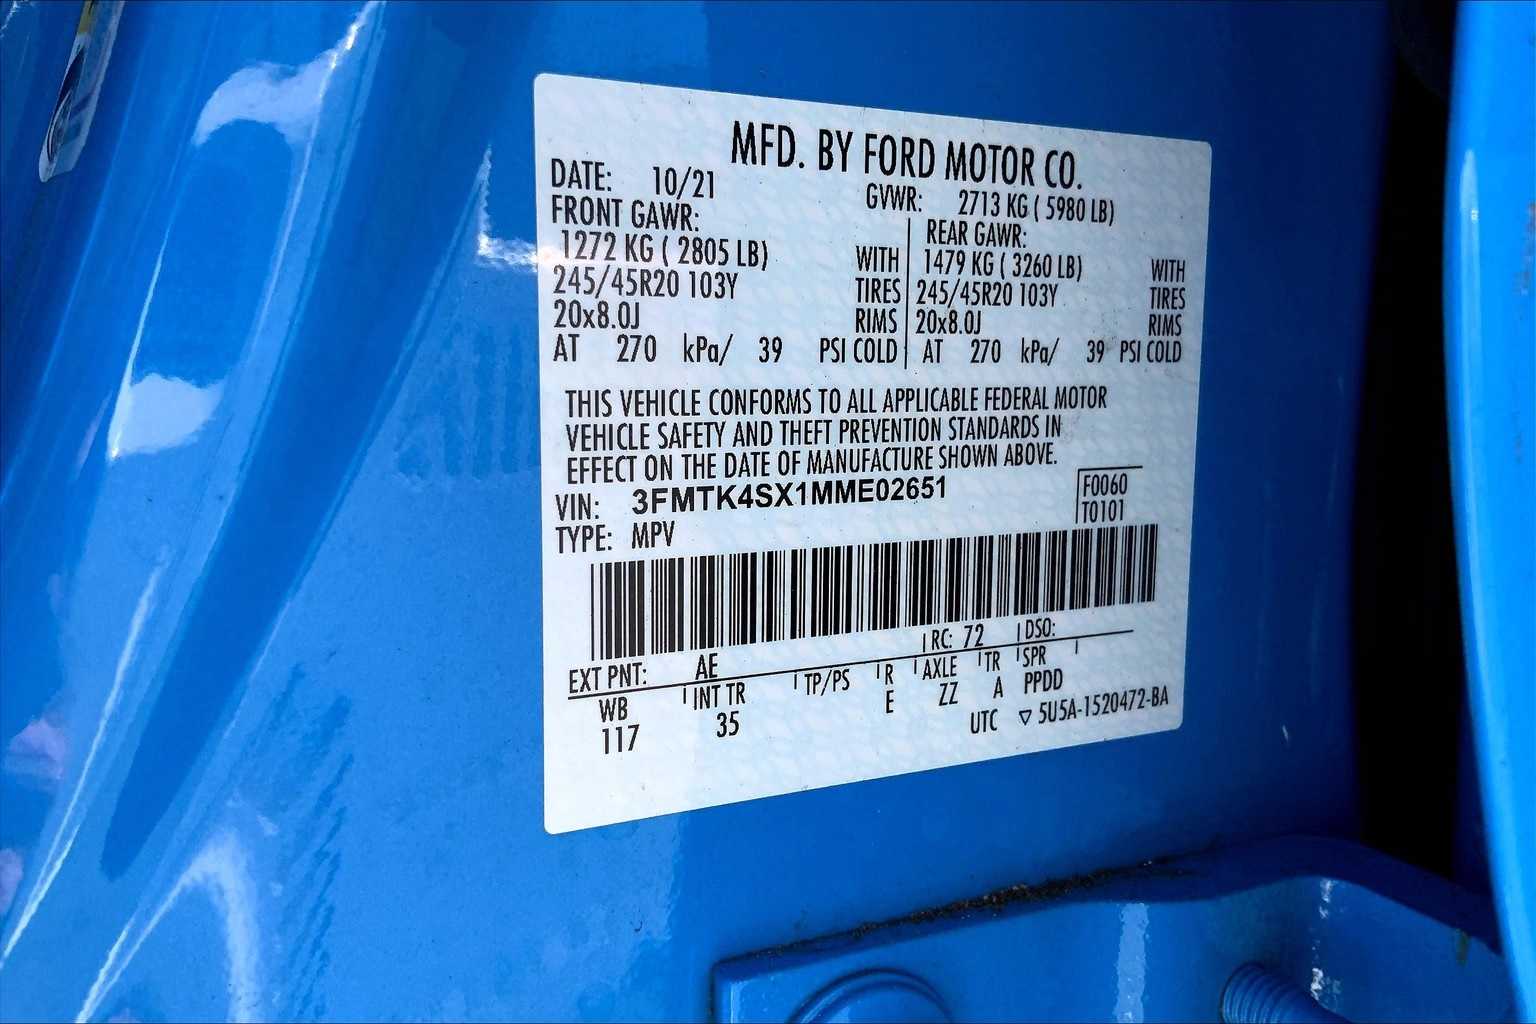 MFD. BY FORD MOTOR CO.
DATE: 10/21 GVWR: 2713 KG ( 5980 LB)
FRONT GAWR: REAR GAWR:
1272 KG ( 2805 LB) WITH 1479 KG ( 3260 LB) WITH
245/45R20 103Y TIRES 245/45R20 103Y TIRES
20x8.0J RIMS 20x8.0J RIMS
AT 270 kPa/ 39 PSI COLD AT 270 kPa/ 39 PSI COLD
THIS VEHICLE CONFORMS TO ALL APPLICABLE FEDERAL MOTOR
VEHICLE SAFETY AND THEFT PREVENTION STANDARDS IN
EFFECT ON THE DATE OF MANUFACTURE SHOWN ABOVE.
VIN: 3FMTK4SX1MME02651 F0060
TYPE: MPV T0101
RC: 72 DSO:
EXT PNT: AE
WB INT TR TP/PS R AXLE TR SPR
117 35 E ZZ A PPDD
UTC ▽ 5U5A-1520472-BA